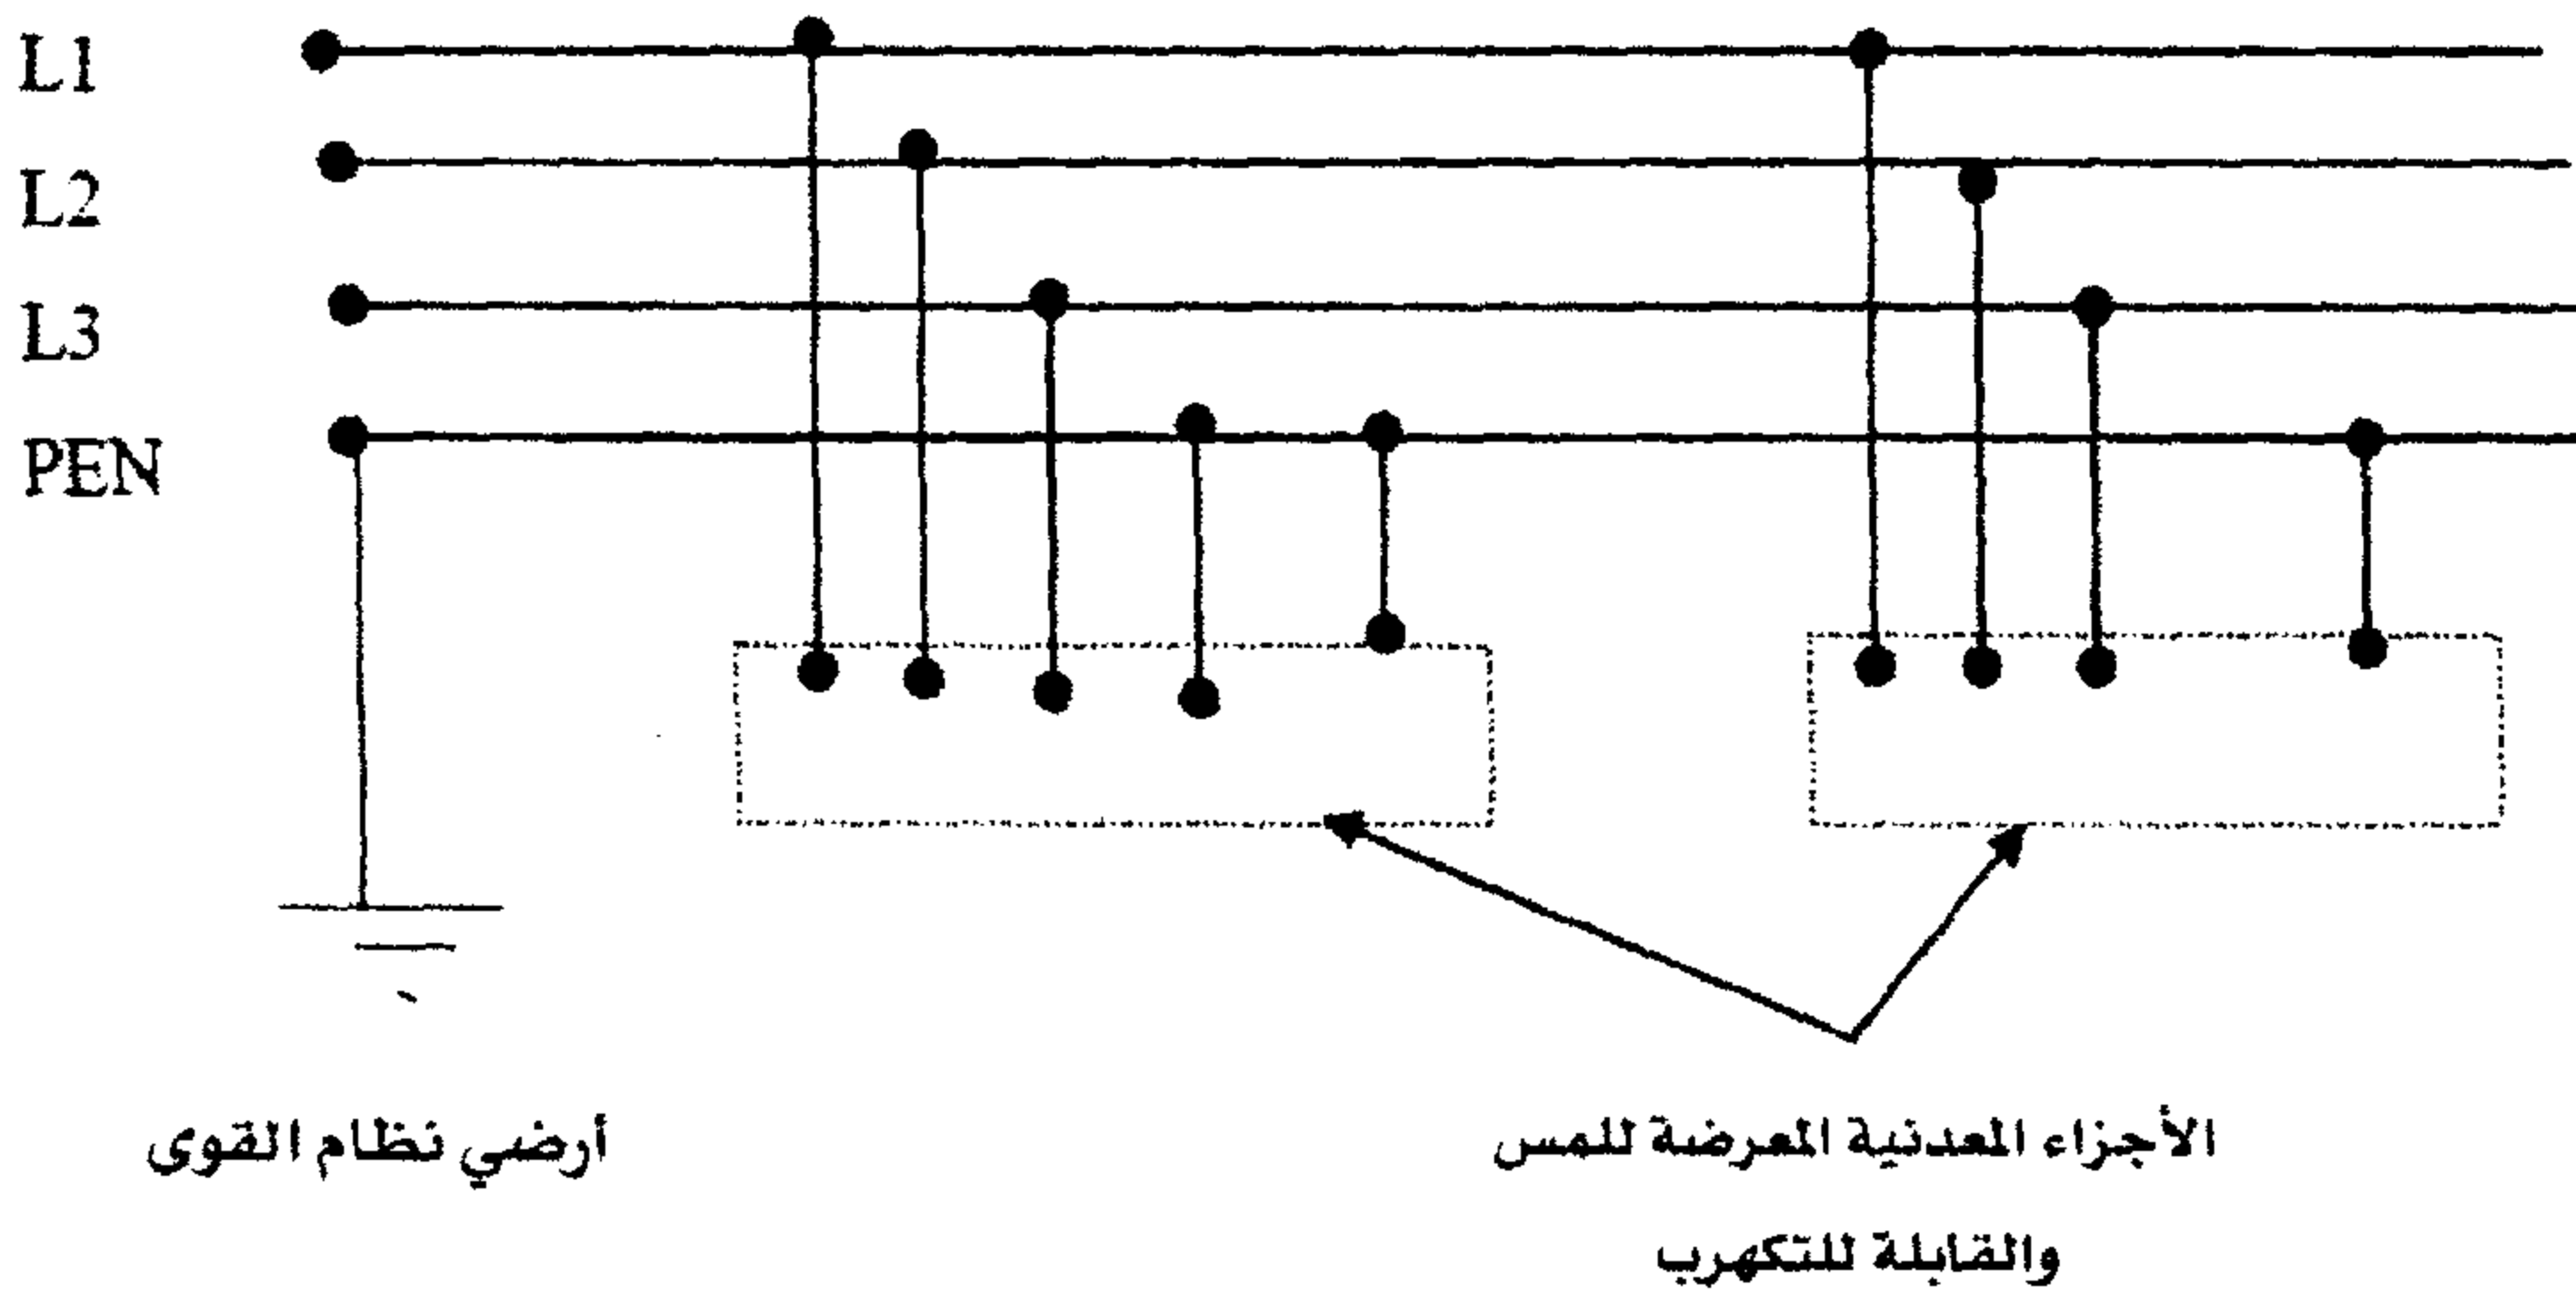 L1
L2
L3
PEN
أرضي نظام القوى
الأجزاء المعدنية المعرضة للمس
والقابلة للتكهرب